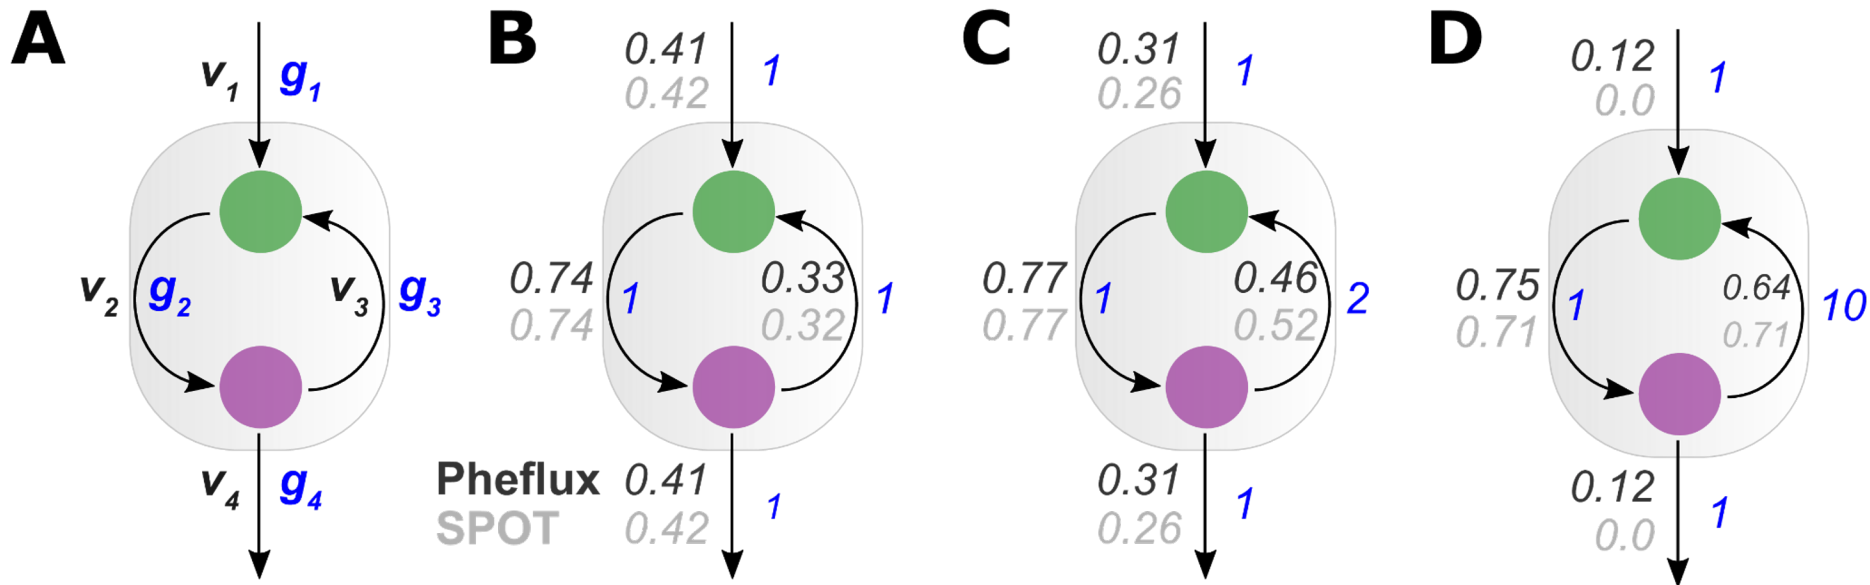 A
v1 g1
v2 g2 v3 g3
v4 g4
B
0.41 1
0.42
0.74 1 0.33 1
0.74 0.32
Pheflux 0.41 1
SPOT 0.42
C
0.31 1
0.26
0.77 1 0.46 2
0.77 0.52
0.31 1
0.26
D
0.12 1
0.0
0.75 1 0.64 10
0.71 0.71
0.12 1
0.0